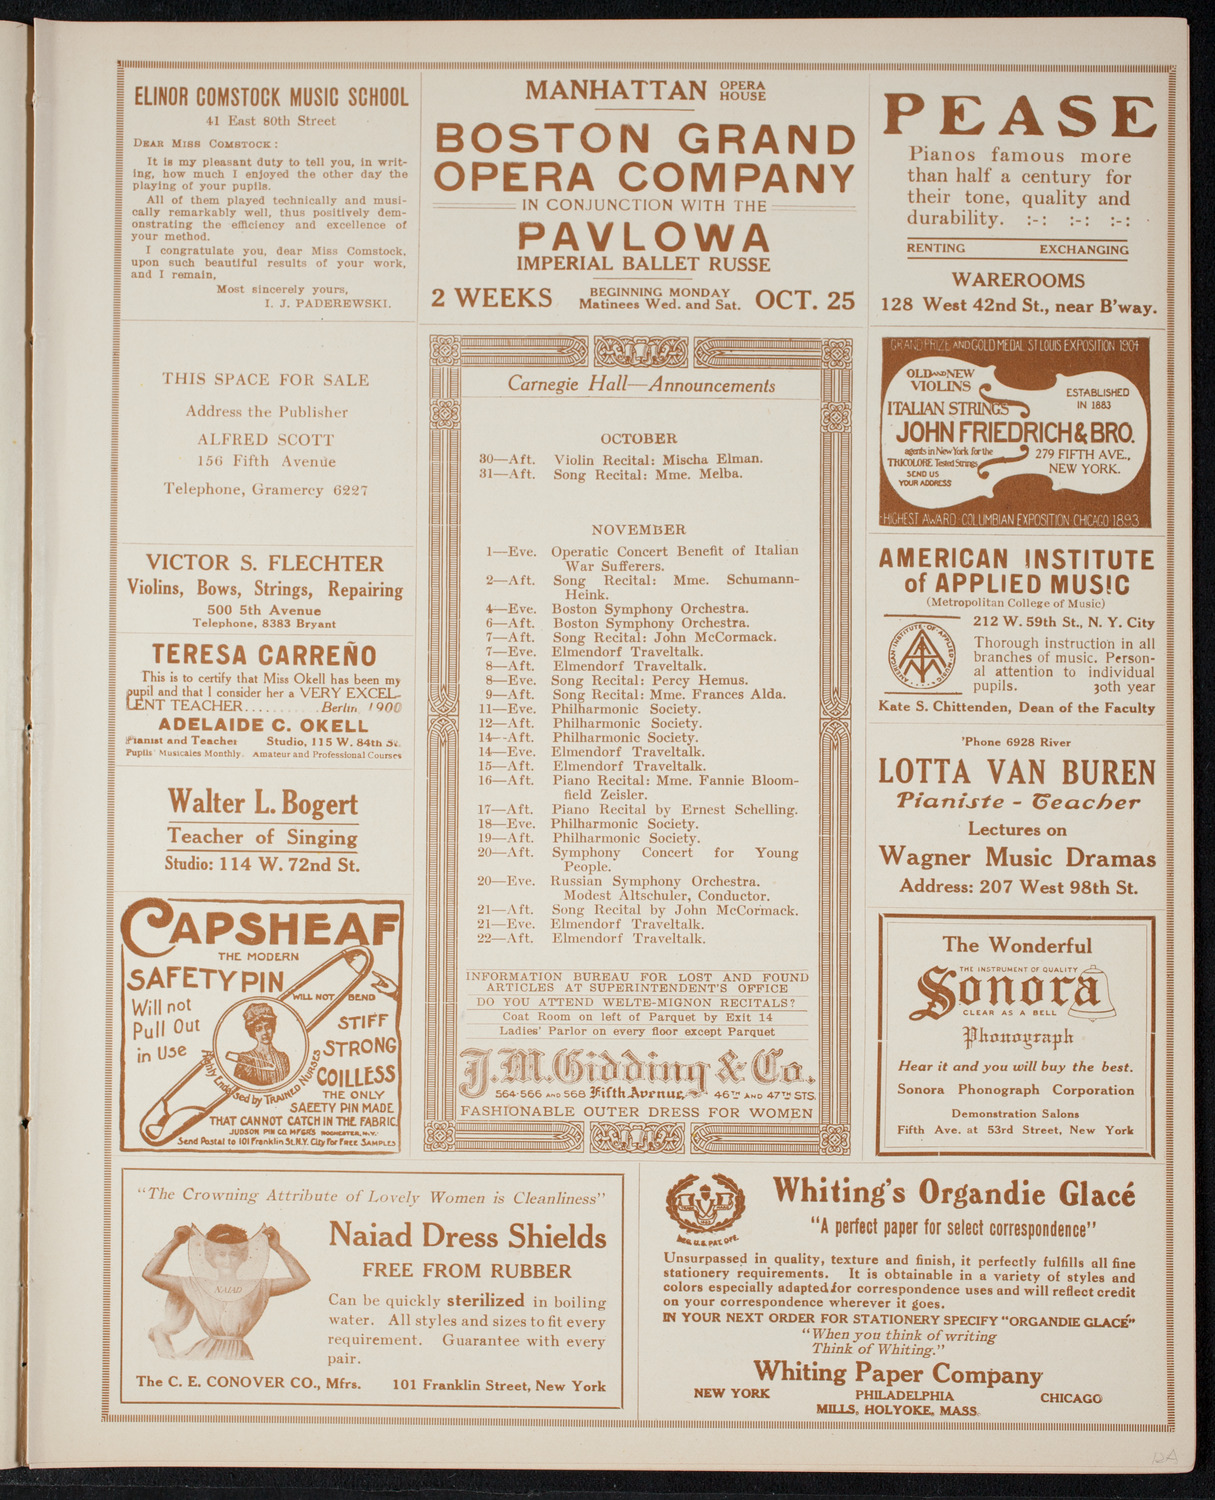 ELINOR COMSTOCK MUSIC SCHOOL
41 East 80th Street
DEAR MISS COMSTOCK:
It is my pleasant duty to tell you, in writ-
ing, how much I enjoyed the other day the
playing of your pupils.
All of them played technically and musi-
cally remarkably well, thus positively dem-
onstrating the efficiency and excellence of
your method.
I congratulate you, dear Miss Comstock,
upon such beautiful results of your work,
and I remain,
Most sincerely yours,
I. J. PADEREWSKI.
THIS SPACE FOR SALE
Address the Publisher
ALFRED SCOTT
156 Fifth Avenue
Telephone, Gramercy 6227
VICTOR S. FLECHTER
Violins, Bows, Strings, Repairing
500 5th Avenue
Telephone, 8383 Bryant
TERESA CARREÑO
This is to certify that Miss Okell has been my
pupil and that I consider her a VERY EXCEL-
LENT TEACHER.......... Berlin, 1900
ADELAIDE C. OKELL
Pianist and Teacher Studio, 115 W. 84th St.
Pupils' Musicales Monthly. Amateur and Professional Courses
Walter L. Bogert
Teacher of Singing
Studio: 114 W. 72nd St.
CAPSHEAF
THE MODERN
SAFETY PIN
WILL NOT BEND
Will not
Pull Out
in Use
STIFF
STRONG
COILLESS
Highly Endorsed by TRAINED NURSES
THE ONLY
SAFETY PIN MADE
THAT CANNOT CATCH IN THE FABRIC.
JUDSON PIN CO. MFGRS ROCHESTER, N.Y.
Send Postal to 101 Franklin St. N.Y. City for FREE SAMPLES
MANHATTAN OPERA HOUSE
BOSTON GRAND
OPERA COMPANY
IN CONJUNCTION WITH THE
PAVLOWA
IMPERIAL BALLET RUSSE
2 WEEKS BEGINNING MONDAY OCT. 25
Matinees Wed. and Sat.
Carnegie Hall—Announcements
OCTOBER
30—Aft. Violin Recital: Mischa Elman.
31—Aft. Song Recital: Mme. Melba.
NOVEMBER
1—Eve. Operatic Concert Benefit of Italian
War Sufferers.
2—Aft. Song Recital: Mme. Schumann-
Heink.
4—Eve. Boston Symphony Orchestra.
6—Aft. Boston Symphony Orchestra.
7—Aft. Song Recital: John McCormack.
7—Eve. Elmendorf Traveltalk.
8—Aft. Elmendorf Traveltalk.
8—Eve. Song Recital: Percy Hemus.
9—Aft. Song Recital: Mme. Frances Alda.
11—Eve. Philharmonic Society.
12—Aft. Philharmonic Society.
14—Aft. Philharmonic Society.
14—Eve. Elmendorf Traveltalk.
15—Aft. Elmendorf Traveltalk.
16—Aft. Piano Recital: Mme. Fannie Bloom-
field Zeisler.
17—Aft. Piano Recital by Ernest Schelling.
18—Eve. Philharmonic Society.
19—Aft. Philharmonic Society.
20—Aft. Symphony Concert for Young
People.
20—Eve. Russian Symphony Orchestra.
Modest Altschuler, Conductor.
21—Aft. Song Recital by John McCormack.
21—Eve. Elmendorf Traveltalk.
22—Aft. Elmendorf Traveltalk.
INFORMATION BUREAU FOR LOST AND FOUND
ARTICLES AT SUPERINTENDENT'S OFFICE
DO YOU ATTEND WELTE-MIGNON RECITALS?
Coat Room on left of Parquet by Exit 14
Ladies' Parlor on every floor except Parquet
J. M. Gidding & Co.
564-566 AND 568 Fifth Avenue, 46TH AND 47TH STS.
FASHIONABLE OUTER DRESS FOR WOMEN
PEASE
Pianos famous more
than half a century for
their tone, quality and
durability. :-: :-: :-:
RENTING EXCHANGING
WAREROOMS
128 West 42nd St., near B'way.
GRAND PRIZE AND GOLD MEDAL ST LOUIS EXPOSITION 1904
OLD AND NEW
VIOLINS
ITALIAN STRINGS
ESTABLISHED
IN 1883
JOHN FRIEDRICH & BRO.
agents in New York for the
TRICOLORE Tested Strings
SEND US
YOUR ADDRESS
279 FIFTH AVE.,
NEW YORK.
HIGHEST AWARD COLUMBIAN EXPOSITION CHICAGO 1893
AMERICAN INSTITUTE
of APPLIED MUSIC
(Metropolitan College of Music)
212 W. 59th St., N. Y. City
AMERICAN INSTITUTE OF APPLIED MUSIC
Thorough instruction in all
branches of music. Person-
al attention to individual
pupils. 30th year
Kate S. Chittenden, Dean of the Faculty
'Phone 6928 River
LOTTA VAN BUREN
Pianiste - Teacher
Lectures on
Wagner Music Dramas
Address: 207 West 98th St.
The Wonderful
THE INSTRUMENT OF QUALITY
Sonora
CLEAR AS A BELL
Phonograph
Hear it and you will buy the best.
Sonora Phonograph Corporation
Demonstration Salons
Fifth Ave. at 53rd Street, New York
"The Crowning Attribute of Lovely Women is Cleanliness"
NAIAD
Naiad Dress Shields
FREE FROM RUBBER
Can be quickly sterilized in boiling
water. All styles and sizes to fit every
requirement. Guarantee with every
pair.
The C. E. CONOVER CO., Mfrs. 101 Franklin Street, New York
REG. U.S. PAT. OFF.
Whiting's Organdie Glacé
"A perfect paper for select correspondence"
Unsurpassed in quality, texture and finish, it perfectly fulfills all fine
stationery requirements. It is obtainable in a variety of styles and
colors especially adapted for correspondence uses and will reflect credit
on your correspondence wherever it goes.
IN YOUR NEXT ORDER FOR STATIONERY SPECIFY "ORGANDIE GLACÉ"
"When you think of writing
Think of Whiting."
Whiting Paper Company
NEW YORK PHILADELPHIA CHICAGO
MILLS, HOLYOKE, MASS.